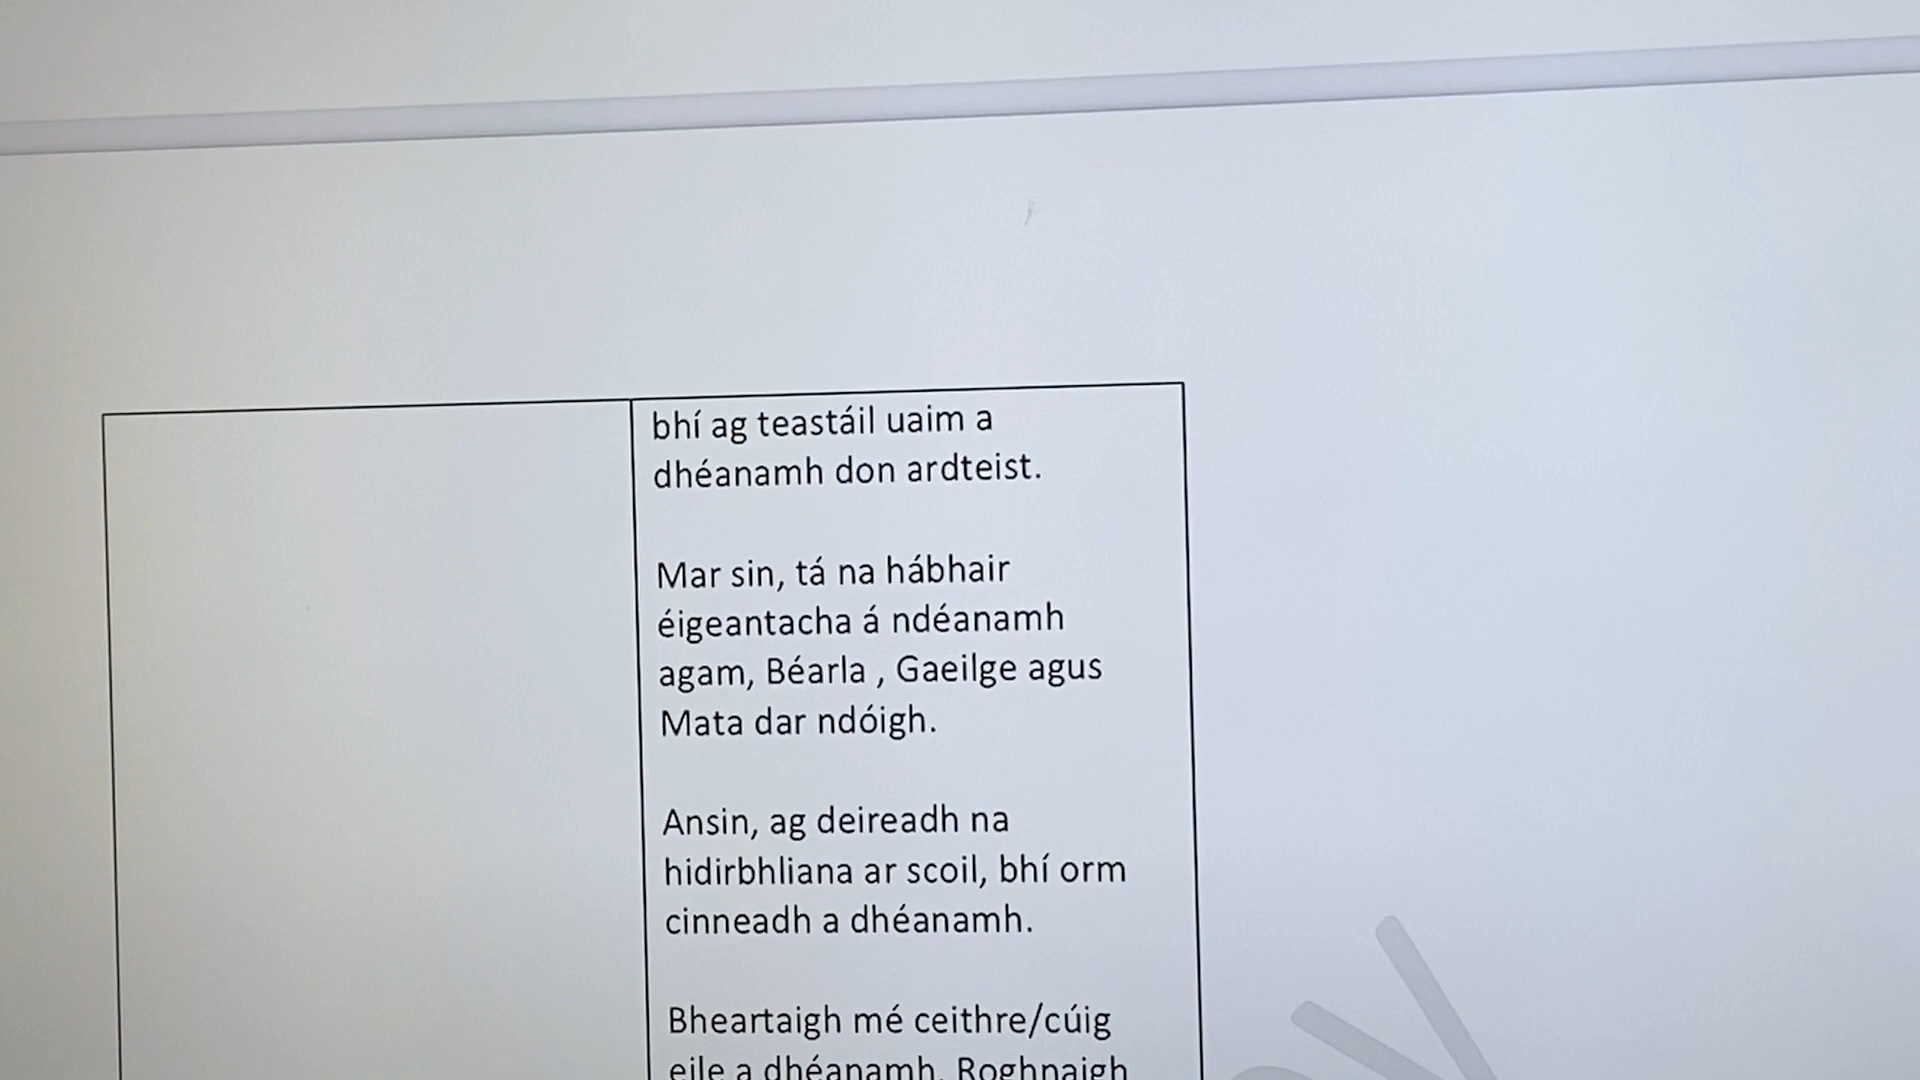 bhí ag teastáil uaim a
dhéanamh don ardteist.
Mar sin, tá na hábhair
éigeantacha á ndéanamh
agam, Béarla , Gaeilge agus
Mata dar ndóigh.
Ansin, ag deireadh na
hidirbhliana ar scoil, bhí orm
cinneadh a dhéanamh.
Bheartaigh mé ceithre/cúig
eile a dhéanamh. Roghnaigh